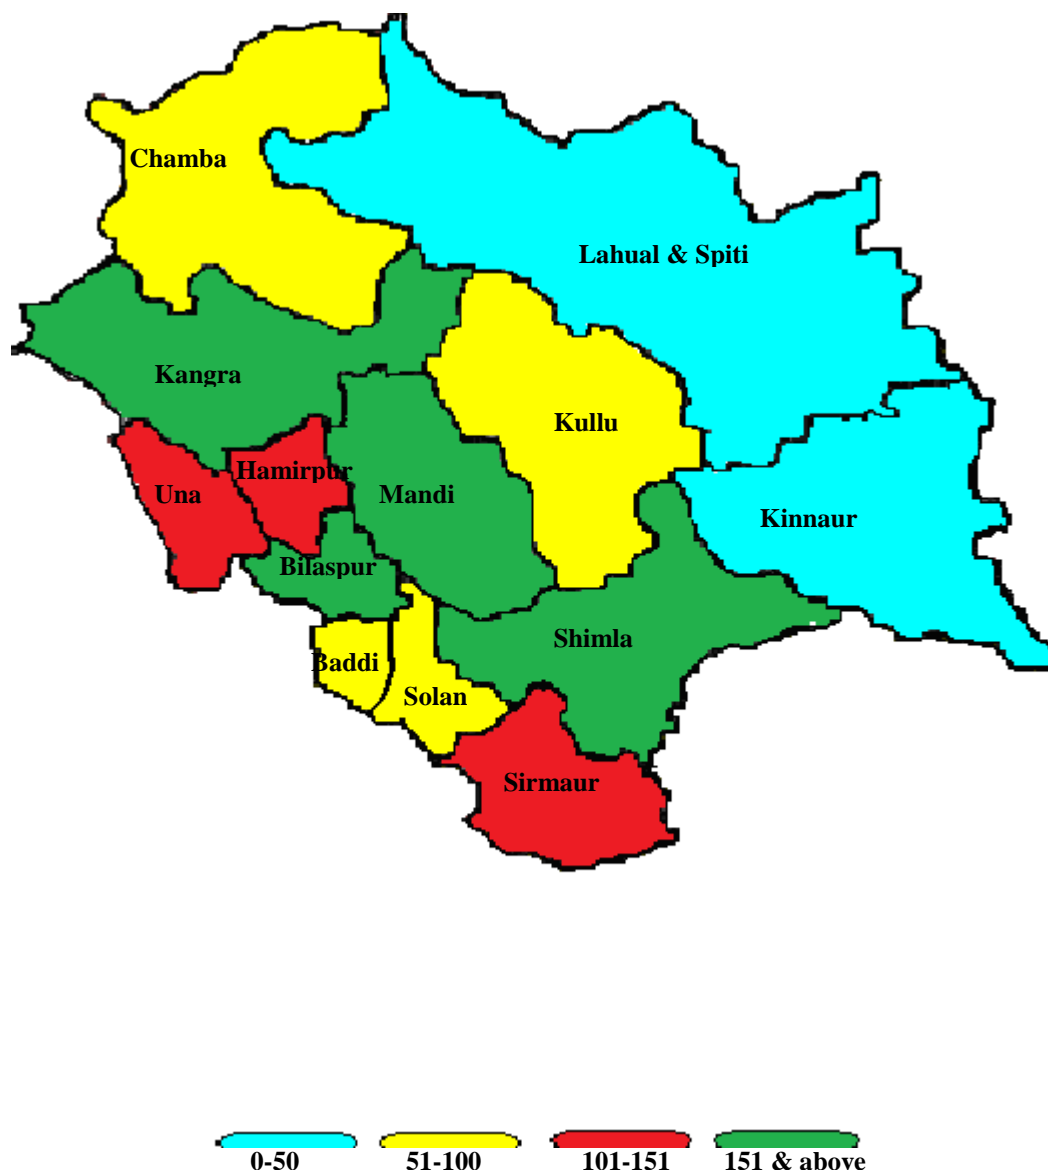 Chamba
Lahual & Spiti
Kangra
Kullu
Hamirpur
Una
Mandi
Kinnaur
Bilaspur
Shimla
Baddi
Solan
Sirmaur
0-50 51-100 101-151 151 & above